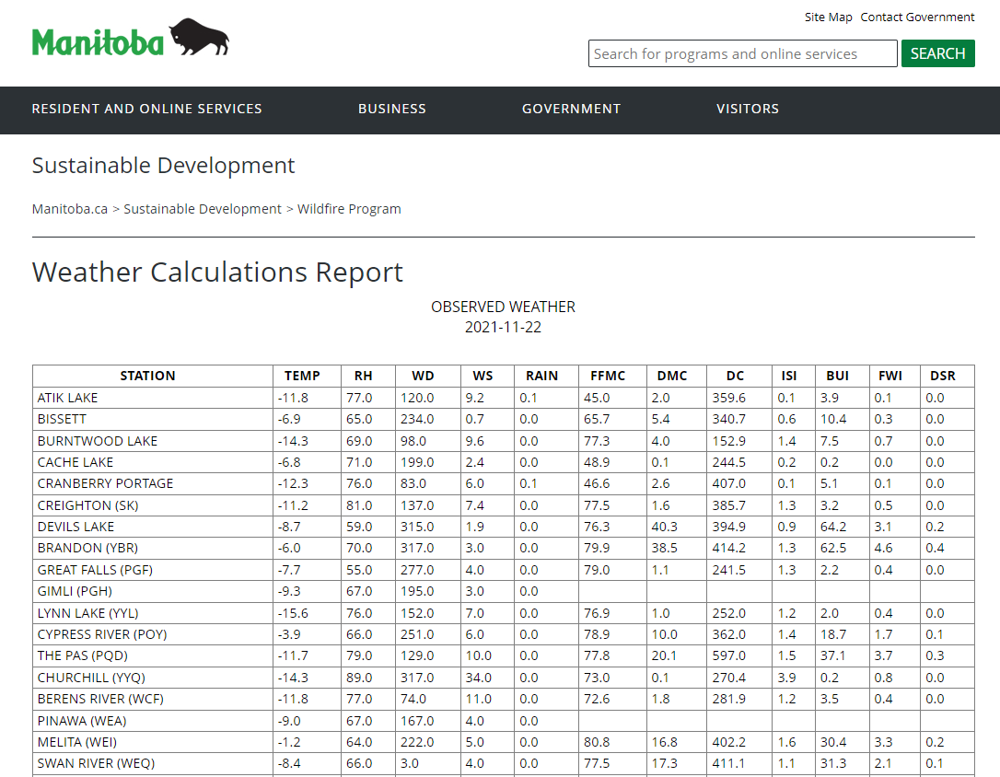 Site Map Contact Government
Manitoba
Search for programs and online services SEARCH
RESIDENT AND ONLINE SERVICES BUSINESS GOVERNMENT VISITORS
Sustainable Development
Manitoba.ca > Sustainable Development > Wildfire Program
Weather Calculations Report
OBSERVED WEATHER
2021-11-22
STATION TEMP RH WD WS RAIN FFMC DMC DC ISI BUI FWI DSR
ATIK LAKE -11.8 77.0 120.0 9.2 0.1 45.0 2.0 359.6 0.1 3.9 0.1 0.0
BISSETT -6.9 65.0 234.0 0.7 0.0 65.7 5.4 340.7 0.6 10.4 0.3 0.0
BURNTWOOD LAKE -14.3 69.0 98.0 9.6 0.0 77.3 4.0 152.9 1.4 7.5 0.7 0.0
CACHE LAKE -6.8 71.0 199.0 2.4 0.0 48.9 0.1 244.5 0.2 0.2 0.0 0.0
CRANBERRY PORTAGE -12.3 76.0 83.0 6.0 0.1 46.6 2.6 407.0 0.1 5.1 0.1 0.0
CREIGHTON (SK) -11.2 81.0 137.0 7.4 0.0 77.5 1.6 385.7 1.3 3.2 0.5 0.0
DEVILS LAKE -8.7 59.0 315.0 1.9 0.0 76.3 40.3 394.9 0.9 64.2 3.1 0.2
BRANDON (YBR) -6.0 70.0 317.0 3.0 0.0 79.9 38.5 414.2 1.3 62.5 4.6 0.4
GREAT FALLS (PGF) -7.7 55.0 277.0 4.0 0.0 79.0 1.1 241.5 1.3 2.2 0.4 0.0
GIMLI (PGH) -9.3 67.0 195.0 3.0 0.0
LYNN LAKE (YYL) -15.6 76.0 152.0 7.0 0.0 76.9 1.0 252.0 1.2 2.0 0.4 0.0
CYPRESS RIVER (POY) -3.9 66.0 251.0 6.0 0.0 78.9 10.0 362.0 1.4 18.7 1.7 0.1
THE PAS (PQD) -11.7 79.0 129.0 10.0 0.0 77.8 20.1 597.0 1.5 37.1 3.7 0.3
CHURCHILL (YYQ) -14.3 89.0 317.0 34.0 0.0 73.0 0.1 270.4 3.9 0.2 0.8 0.0
BERENS RIVER (WCF) -11.8 77.0 74.0 11.0 0.0 72.6 1.8 281.9 1.2 3.5 0.4 0.0
PINAWA (WEA) -9.0 67.0 167.0 4.0 0.0
MELITA (WEI) -1.2 64.0 222.0 5.0 0.0 80.8 16.8 402.2 1.6 30.4 3.3 0.2
SWAN RIVER (WEQ) -8.4 66.0 3.0 4.0 0.0 77.5 17.3 411.1 1.1 31.3 2.1 0.1